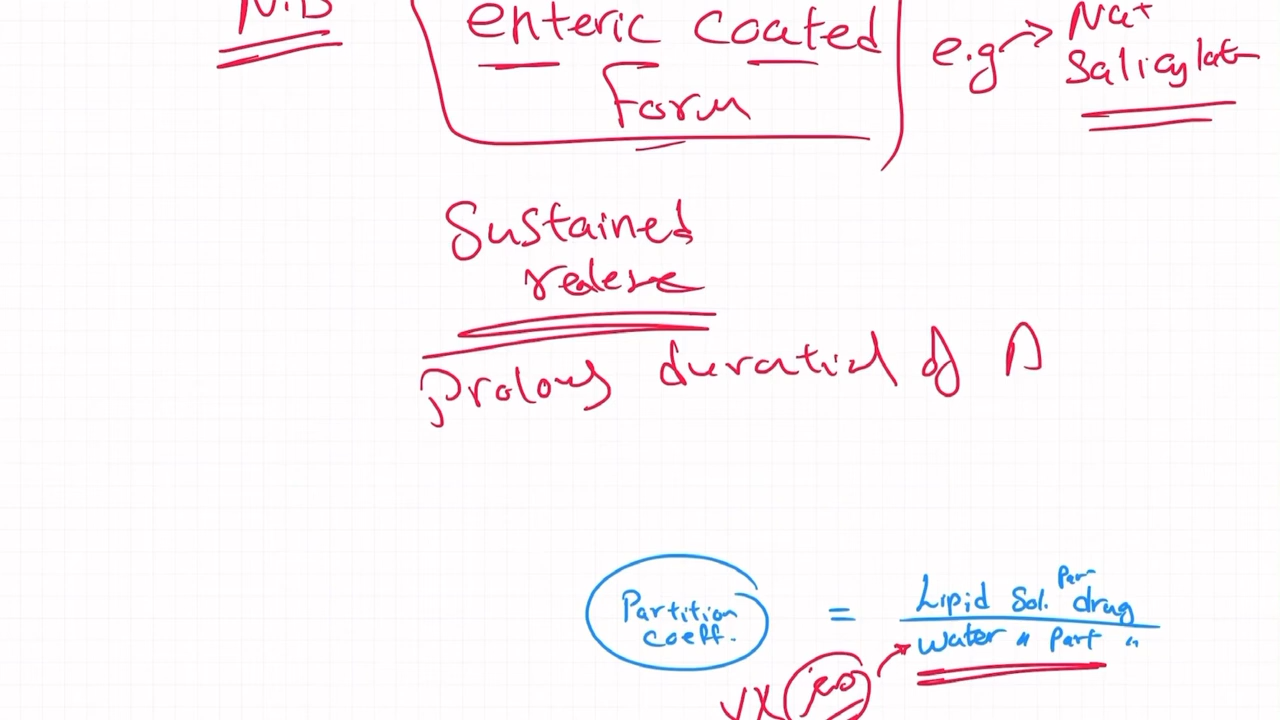 N.B
enteric coated
Form
e.g → Na+
Salicylate
Sustained
release
Prolong duration of A
Partition
coeff.
=
Lipid Sol. Part drug
Water " Part "